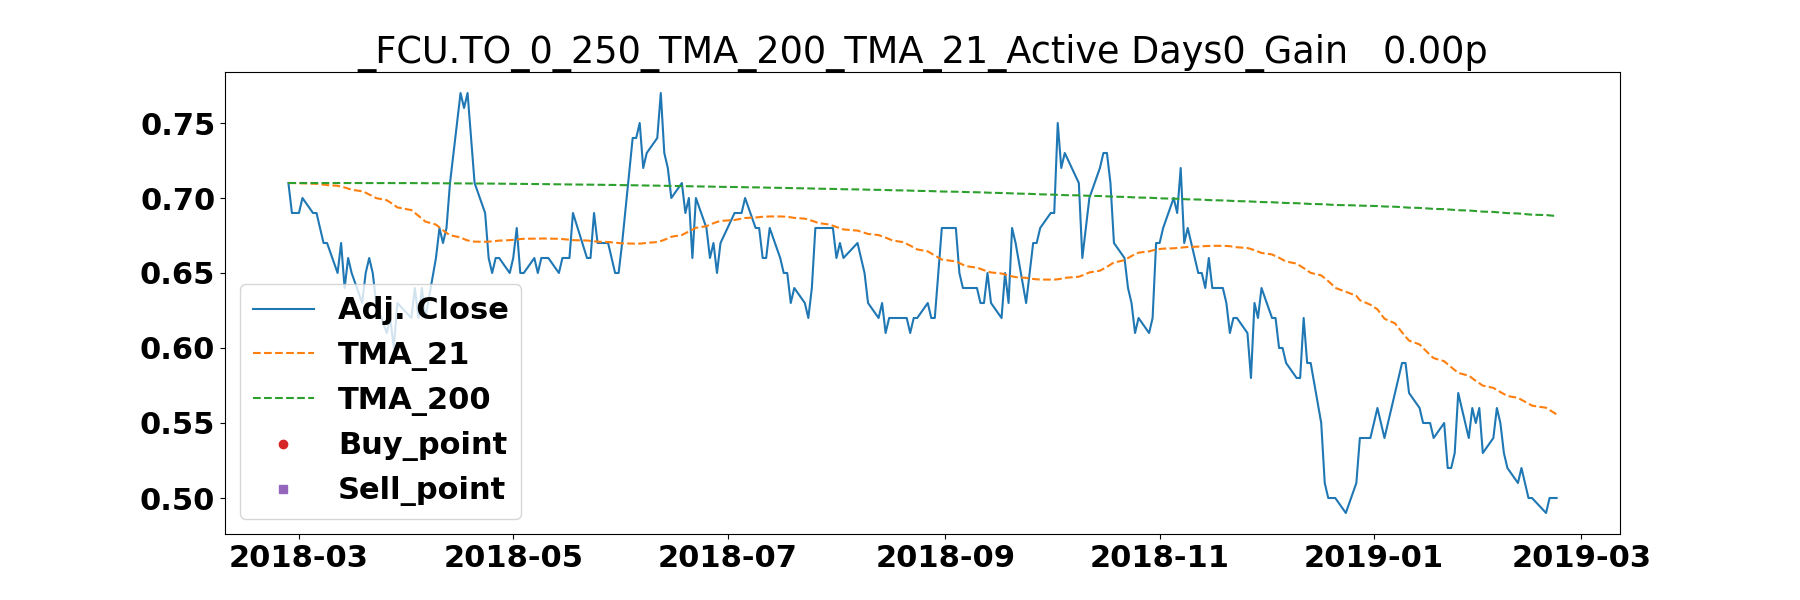 _FCU.TO_0_250_TMA_200_TMA_21_Active Days0_Gain   0.00p
0.75
0.70
0.65
0.60
0.55
0.50
Adj. Close
TMA_21
TMA_200
Buy_point
Sell_point
2018-03 2018-05 2018-07 2018-09 2018-11 2019-01 2019-03